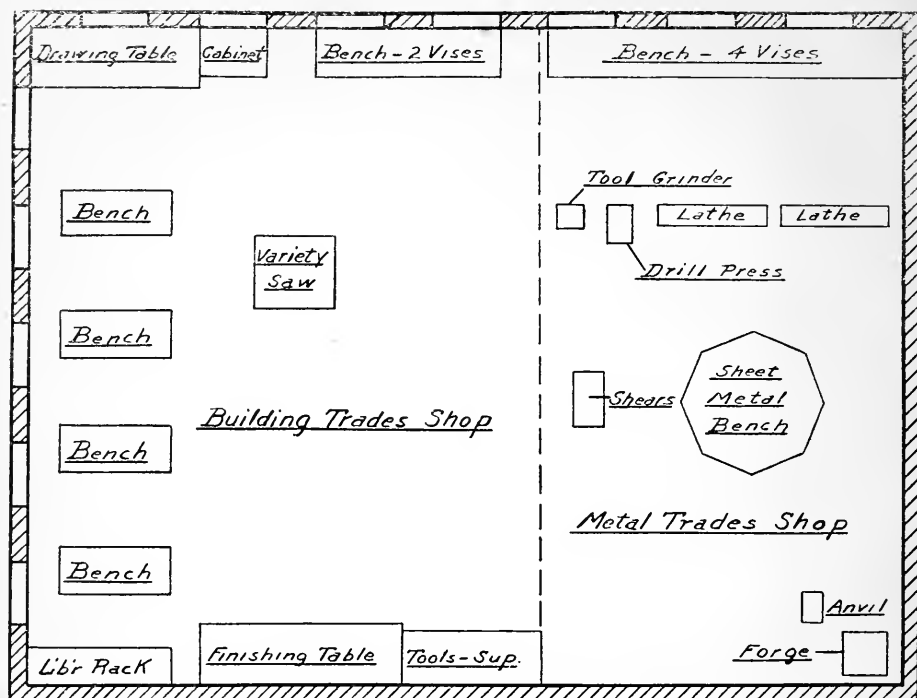 Drawing Table
Cabinet
Bench - 2 Vises
Bench - 4 Vises
Tool Grinder
Bench
Lathe
Lathe
Variety
Saw
Drill Press
Bench
Sheet
Metal
Bench
Shears
Building Trades Shop
Bench
Metal Trades Shop
Bench
Anvil
Lib'r Rack
Finishing Table
Tools-Sup.
Forge